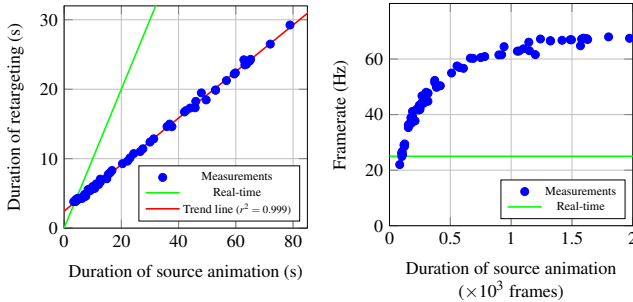 30
20
10
0
0
20
40
60
80
Duration of retargeting (s)
Duration of source animation (s)
Measurements
Real-time
Trend line (r² = 0.999)
60
40
20
0
0
0.5
1
1.5
2
Framerate (Hz)
Duration of source animation
(×10³ frames)
Measurements
Real-time